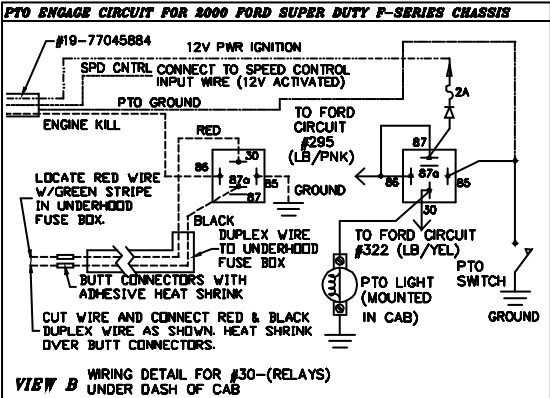 PTO ENGAGE CIRCUIT FOR 2000 FORD SUPER DUTY F-SERIES CHASSIS
#19-77045884
12V PWR IGNITION
SPD CNTRL
CONNECT TO SPEED CONTROL
INPUT WIRE (12V ACTIVATED)
PTO GROUND
ENGINE KILL
2A
TO FORD
CIRCUIT
#295
(LB/PNK)
RED
30
86
87a
85
87
GROUND
87
86
87a
85
30
LOCATE RED WIRE
W/GREEN STRIPE
IN UNDERHOOD
FUSE BOX.
BLACK
DUPLEX WIRE
TO UNDERHOOD
FUSE BOX
TO FORD CIRCUIT
#322 (LB/YEL)
PTO LIGHT
(MOUNTED
IN CAB)
PTO
SWITCH
GROUND
BUTT CONNECTORS WITH
ADHESIVE HEAT SHRINK
CUT WIRE AND CONNECT RED & BLACK
DUPLEX WIRE AS SHOWN. HEAT SHRINK
OVER BUTT CONNECTORS.
VIEW B
WIRING DETAIL FOR #30-(RELAYS)
UNDER DASH OF CAB